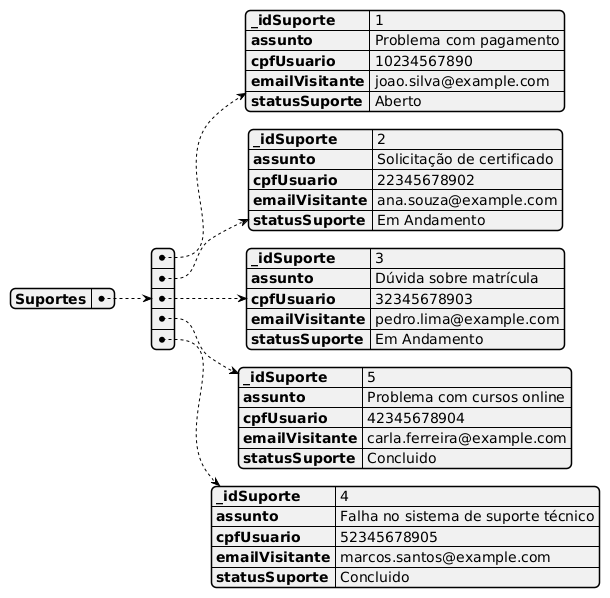 _idSuporte 1
assunto Problema com pagamento
cpfUsuario 10234567890
emailVisitante joao.silva@example.com
statusSuporte Aberto
_idSuporte 2
assunto Solicitação de certificado
cpfUsuario 22345678902
emailVisitante ana.souza@example.com
statusSuporte Em Andamento
Suportes
_idSuporte 3
assunto Dúvida sobre matrícula
cpfUsuario 32345678903
emailVisitante pedro.lima@example.com
statusSuporte Em Andamento
_idSuporte 5
assunto Problema com cursos online
cpfUsuario 42345678904
emailVisitante carla.ferreira@example.com
statusSuporte Concluido
_idSuporte 4
assunto Falha no sistema de suporte técnico
cpfUsuario 52345678905
emailVisitante marcos.santos@example.com
statusSuporte Concluido